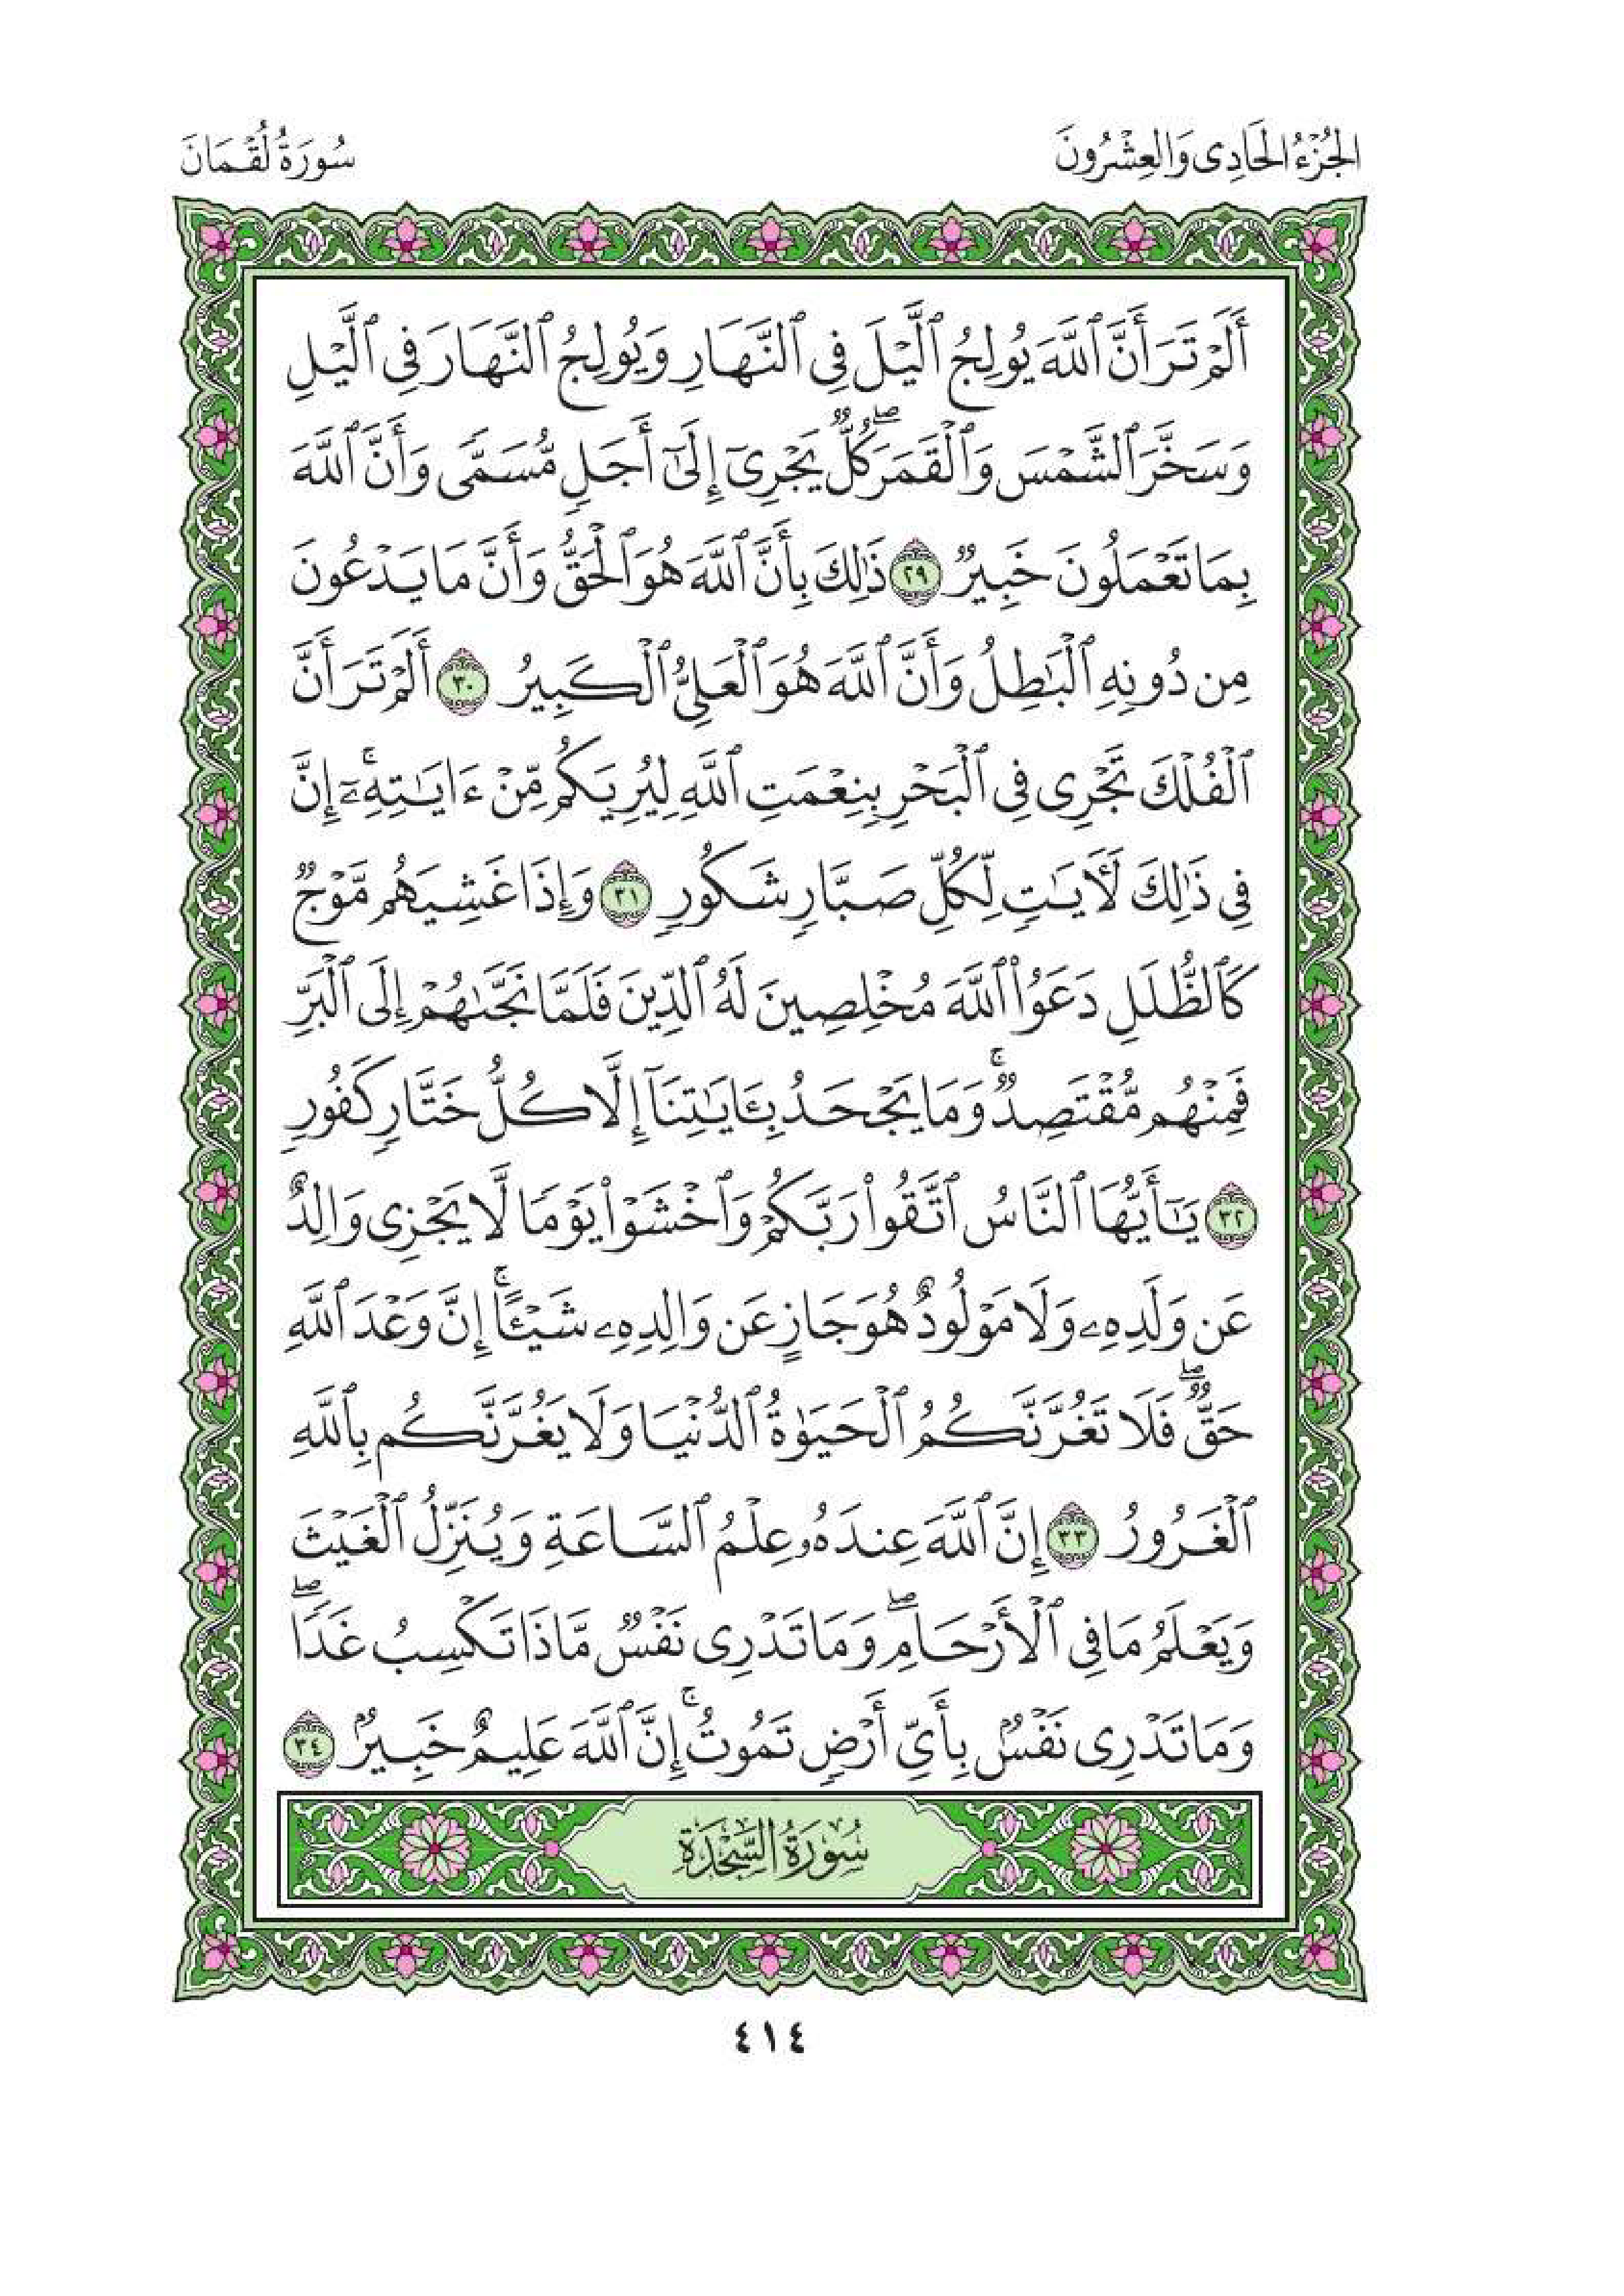 الجُزْءُ الحَادِى وَالعِشْرُونَ
سُورَةُ لُقْمَانَ
أَلَمْ تَرَ أَنَّ ٱللَّهَ يُولِجُ ٱلَّيْلَ فِى ٱلنَّهَارِ وَيُولِجُ ٱلنَّهَارَ فِى ٱلَّيْلِ
وَسَخَّرَ ٱلشَّمْسَ وَٱلْقَمَرَۖ كُلٌّ يَجْرِىٓ إِلَىٰٓ أَجَلٍ مُّسَمًّى وَأَنَّ ٱللَّهَ
بِمَا تَعْمَلُونَ خَبِيرٌ ٢٩ ذَٰلِكَ بِأَنَّ ٱللَّهَ هُوَ ٱلْحَقُّ وَأَنَّ مَا يَدْعُونَ
مِن دُونِهِ ٱلْبَٰطِلُ وَأَنَّ ٱللَّهَ هُوَ ٱلْعَلِىُّ ٱلْكَبِيرُ ٣٠ أَلَمْ تَرَ أَنَّ
ٱلْفُلْكَ تَجْرِى فِى ٱلْبَحْرِ بِنِعْمَتِ ٱللَّهِ لِيُرِيَكُم مِّنْ ءَايَٰتِهِۦٓۚ إِنَّ
فِى ذَٰلِكَ لَأٓيَٰتٍ لِّكُلِّ صَبَّارٍ شَكُورٍ ٣١ وَإِذَا غَشِيَهُم مَّوْجٌ
كَٱلظُّلَلِ دَعَوُا۟ ٱللَّهَ مُخْلِصِينَ لَهُ ٱلدِّينَ فَلَمَّا نَجَّىٰهُمْ إِلَى ٱلْبَرِّ
فَمِنْهُم مُّقْتَصِدٌۚ وَمَا يَجْحَدُ بِـَٔايَٰتِنَآ إِلَّا كُلُّ خَتَّارٍ كَفُورٍ
٣٢ يَٰٓأَيُّهَا ٱلنَّاسُ ٱتَّقُوا۟ رَبَّكُمْ وَٱخْشَوْا۟ يَوْمًا لَّا يَجْزِى وَالِدٌ
عَن وَلَدِهِۦ وَلَا مَوْلُودٌ هُوَ جَازٍ عَن وَالِدِهِۦ شَيْـًٔاۚ إِنَّ وَعْدَ ٱللَّهِ
حَقٌّۖ فَلَا تَغُرَّنَّكُمُ ٱلْحَيَوٰةُ ٱلدُّنْيَا وَلَا يَغُرَّنَّكُم بِٱللَّهِ
ٱلْغَرُورُ ٣٣ إِنَّ ٱللَّهَ عِندَهُۥ عِلْمُ ٱلسَّاعَةِ وَيُنَزِّلُ ٱلْغَيْثَ
وَيَعْلَمُ مَا فِى ٱلْأَرْحَامِۖ وَمَا تَدْرِى نَفْسٌ مَّاذَا تَكْسِبُ غَدًاۖ
وَمَا تَدْرِى نَفْسٌۢ بِأَىِّ أَرْضٍ تَمُوتُۚ إِنَّ ٱللَّهَ عَلِيمٌ خَبِيرٌۢ ٣٤
سُورَةُ السَّجْدَةِ
٤١٤